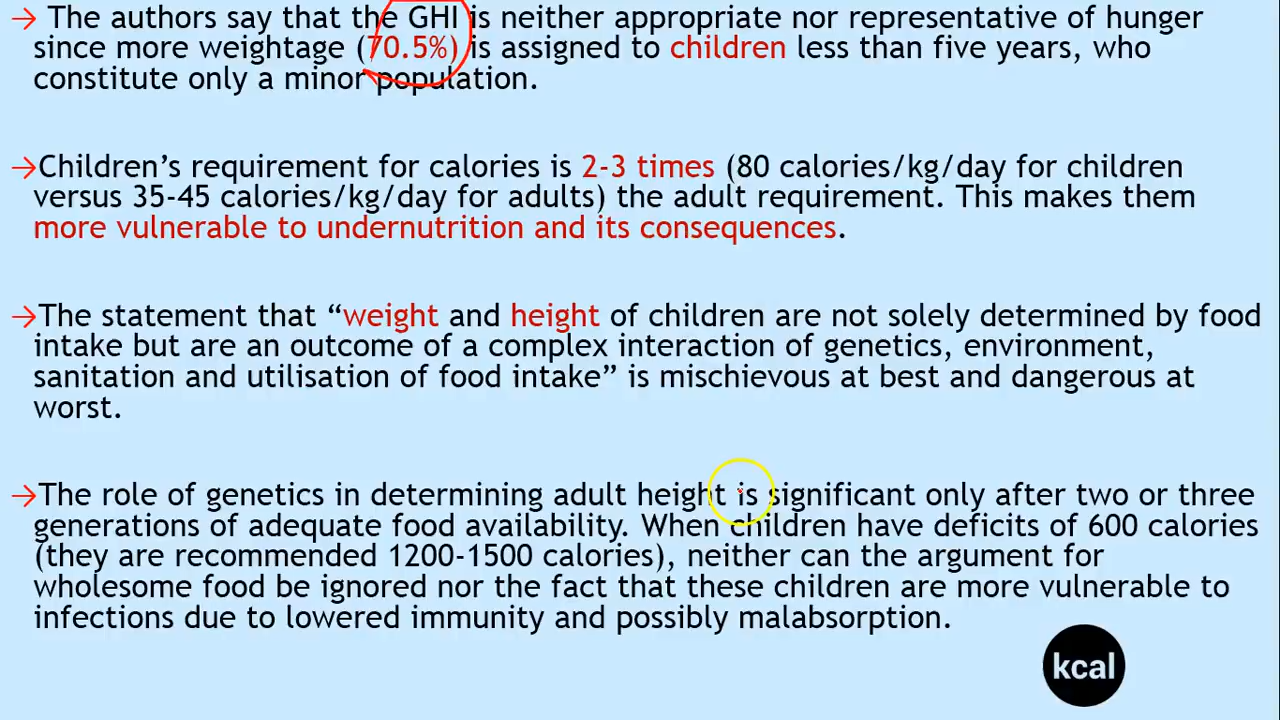 → The authors say that the GHI is neither appropriate nor representative of hunger
since more weightage (70.5%) is assigned to children less than five years, who
constitute only a minor population.
→Children’s requirement for calories is 2-3 times (80 calories/kg/day for children
versus 35-45 calories/kg/day for adults) the adult requirement. This makes them
more vulnerable to undernutrition and its consequences.
→The statement that “weight and height of children are not solely determined by food
intake but are an outcome of a complex interaction of genetics, environment,
sanitation and utilisation of food intake” is mischievous at best and dangerous at
worst.
→The role of genetics in determining adult height is significant only after two or three
generations of adequate food availability. When children have deficits of 600 calories
(they are recommended 1200-1500 calories), neither can the argument for
wholesome food be ignored nor the fact that these children are more vulnerable to
infections due to lowered immunity and possibly malabsorption.
kcal